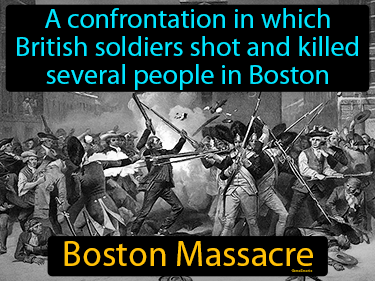 A confrontation in which
British soldiers shot and killed
several people in Boston
Boston Massacre